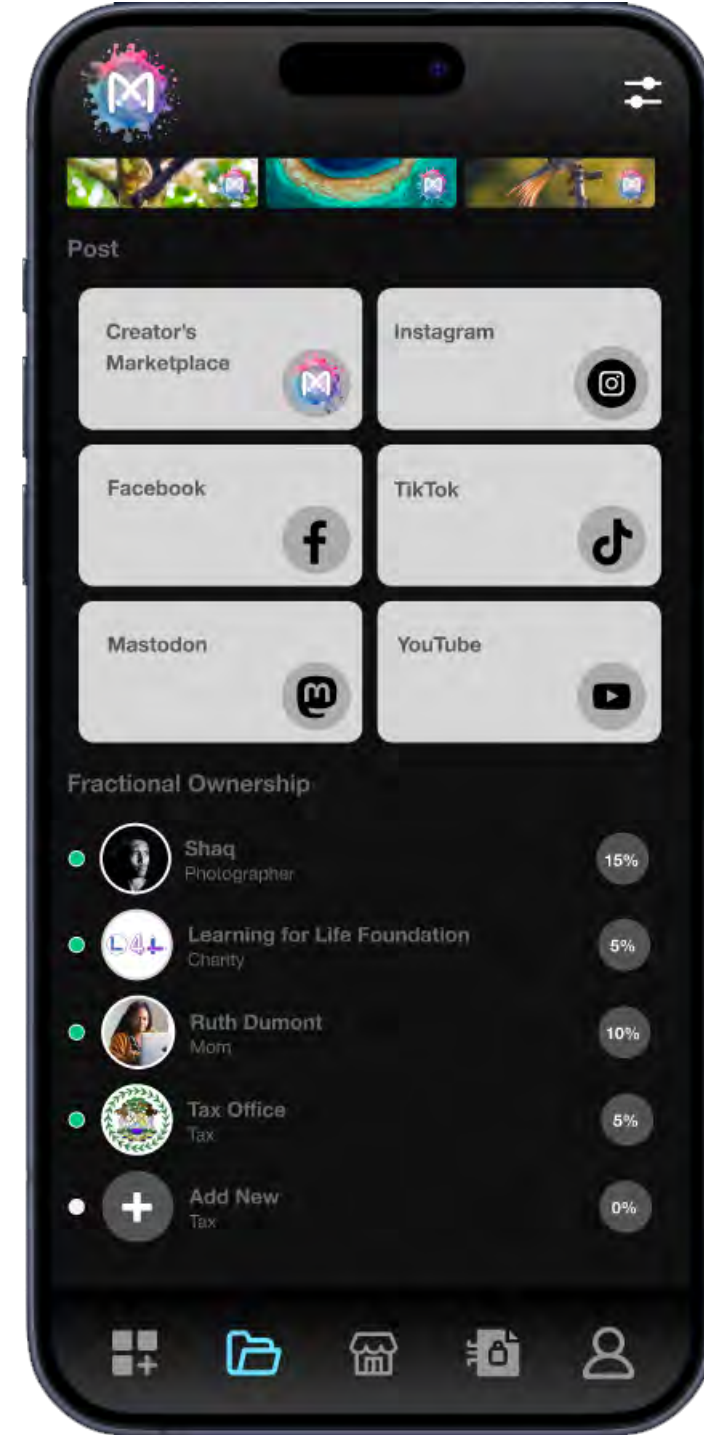 Post
Creator's
Marketplace
Instagram
Facebook
TikTok
Mastodon
YouTube
Fractional Ownership
Shaq
Photographer
15%
L4L
Learning for Life Foundation
Charity
5%
Ruth Dumont
Mom
10%
Tax Office
Tax
5%
Add New
Tax
0%